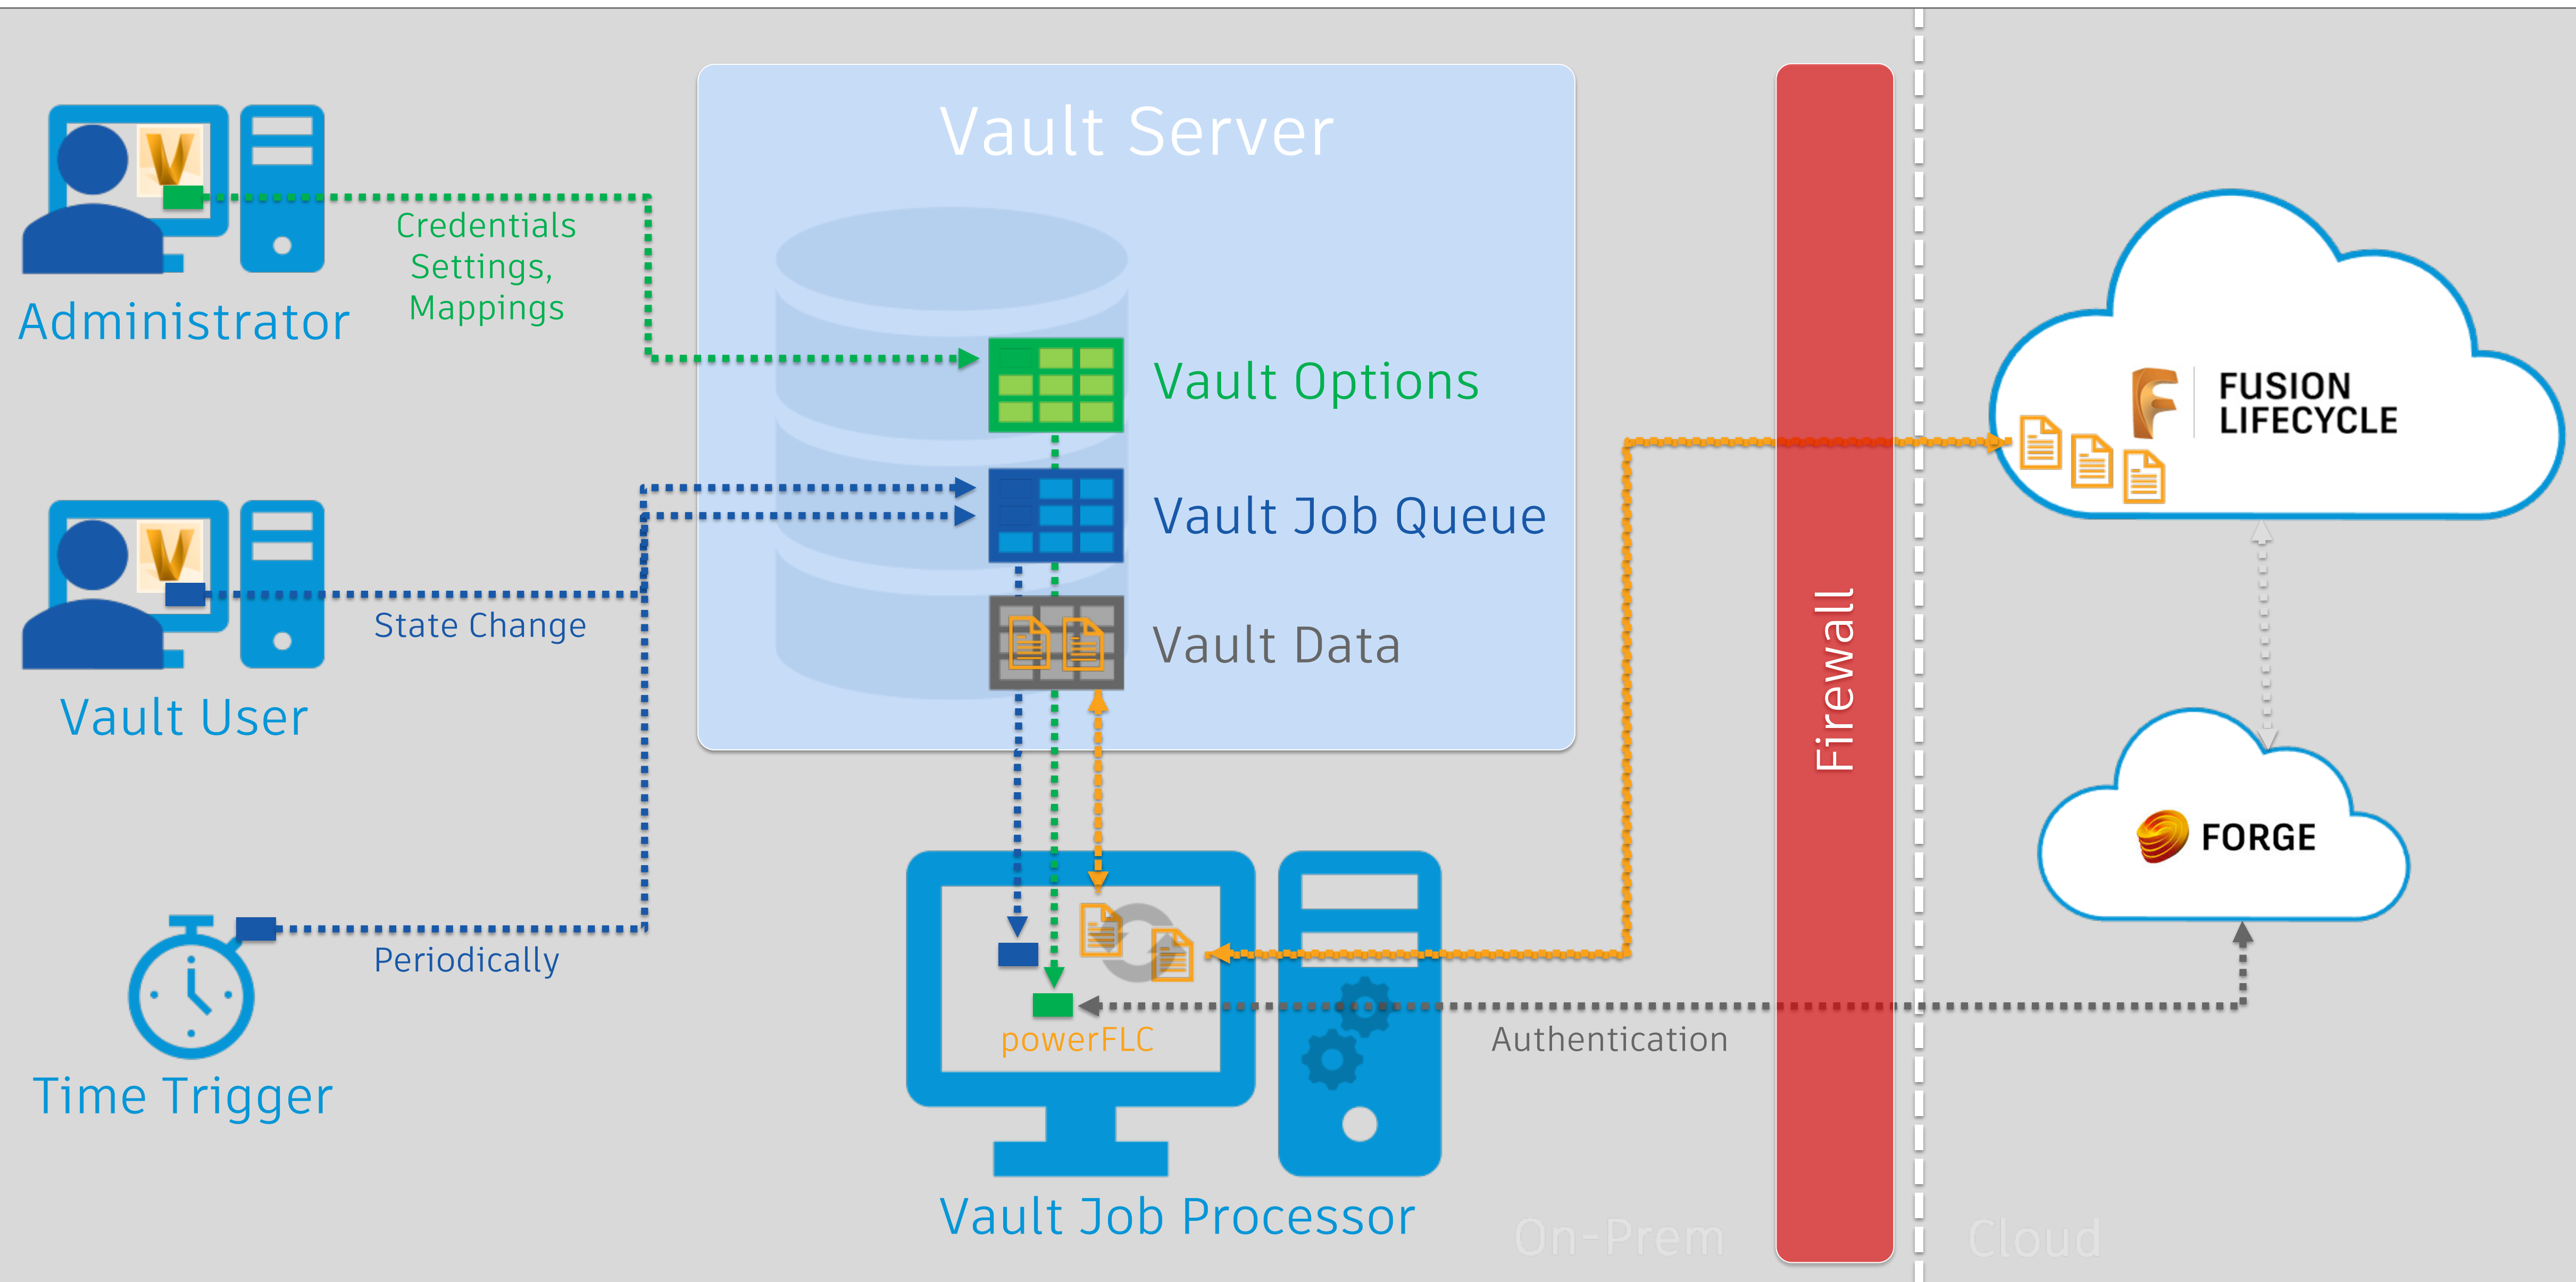 Vault Server
Administrator
Credentials
Settings,
Mappings
Vault Options
Vault Job Queue
Vault Data
Vault User
State Change
Time Trigger
Periodically
powerFLC
Vault Job Processor
Authentication
Firewall
On-Prem
Cloud
FUSION
LIFECYCLE
FORGE